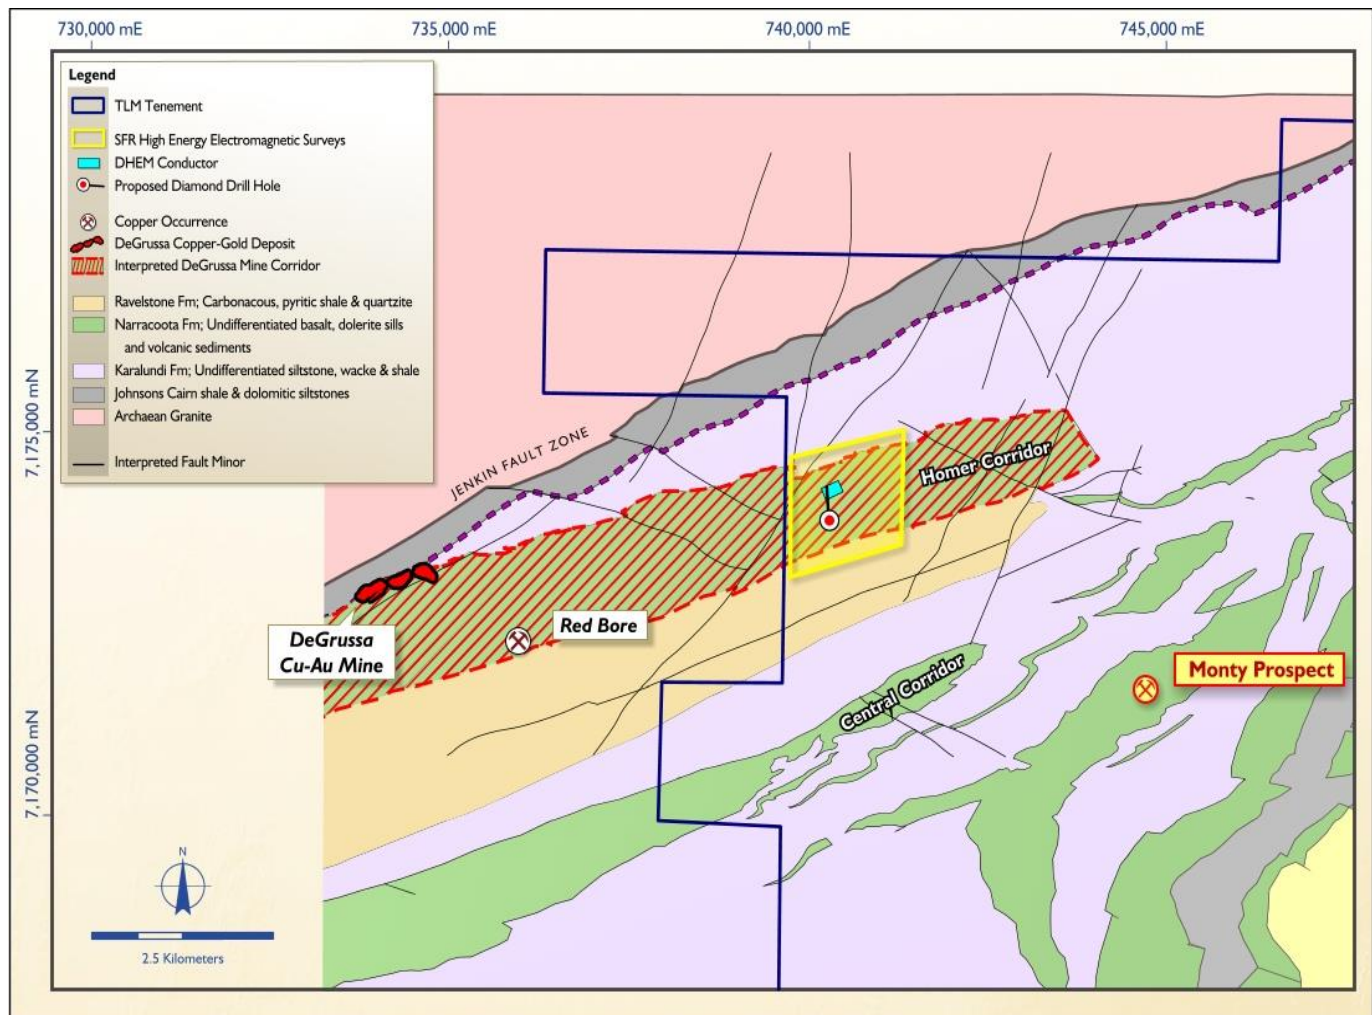 730,000 mE
735,000 mE
740,000 mE
745,000 mE
Legend
TLM Tenement
SFR High Energy Electromagnetic Surveys
DHEM Conductor
Proposed Diamond Drill Hole
Copper Occurrence
DeGrussa Copper-Gold Deposit
Interpreted DeGrussa Mine Corridor
Ravelstone Fm; Carbonacous, pyritic shale & quartzite
Narracoota Fm; Undifferentiated basalt, dolerite sills
and volcanic sediments
Karalundi Fm; Undifferentiated siltstone, wacke & shale
Johnsons Cairn shale & dolomitic siltstones
Archaean Granite
Interpreted Fault Minor
7,175,000 mN
JENKIN FAULT ZONE
Homer Corridor
DeGrussa
Cu-Au Mine
Red Bore
Central Corridor
Monty Prospect
7,170,000 mN
N
2.5 Kilometers